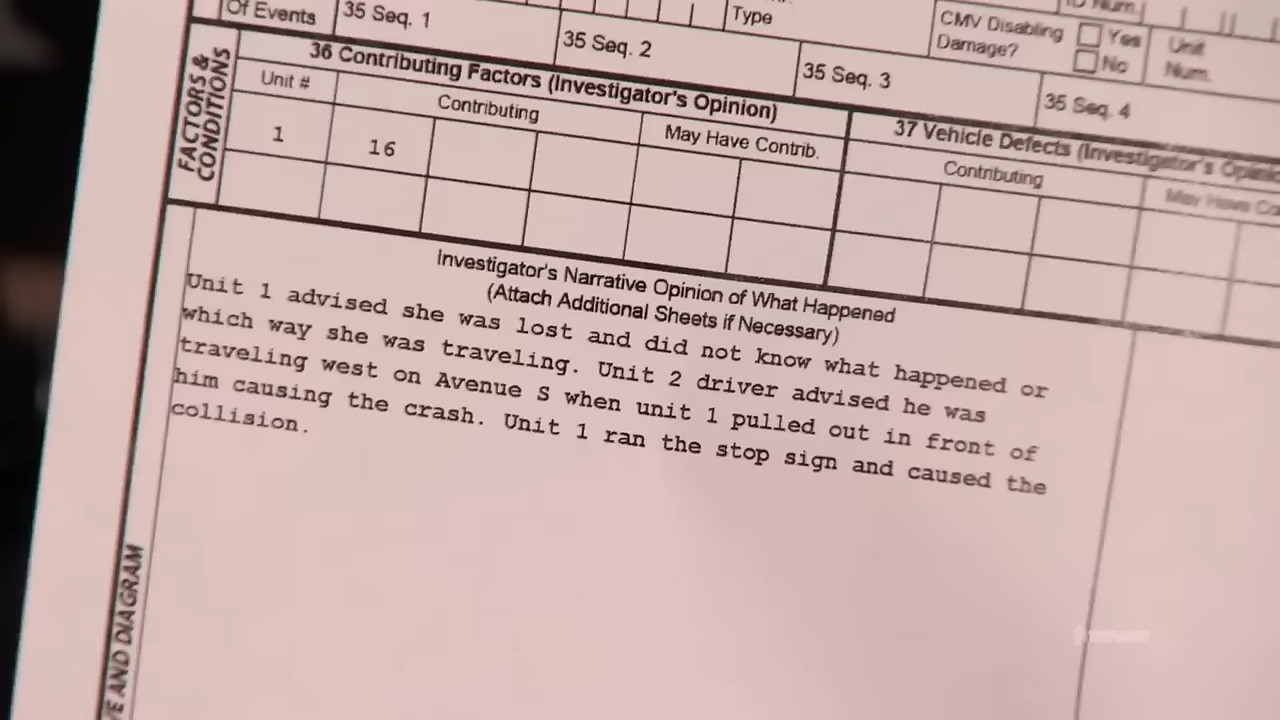 Of Events
35 Seq. 1
35 Seq. 2
Type
35 Seq. 3
CMV Disabling
Damage?
Yes
No
Unit
Num.
35 Seq. 4
FACTORS &
CONDITIONS
36 Contributing Factors (Investigator's Opinion)
Unit #
Contributing
May Have Contrib.
1
16
37 Vehicle Defects (Investigator's
Contributing
May Have
Investigator's Narrative Opinion of What Happened
(Attach Additional Sheets if Necessary)
Unit 1 advised she was lost and did not know what happened or
which way she was traveling. Unit 2 driver advised he was
traveling west on Avenue S when unit 1 pulled out in front of
him causing the crash. Unit 1 ran the stop sign and caused the
collision.
AND DIAGRAM